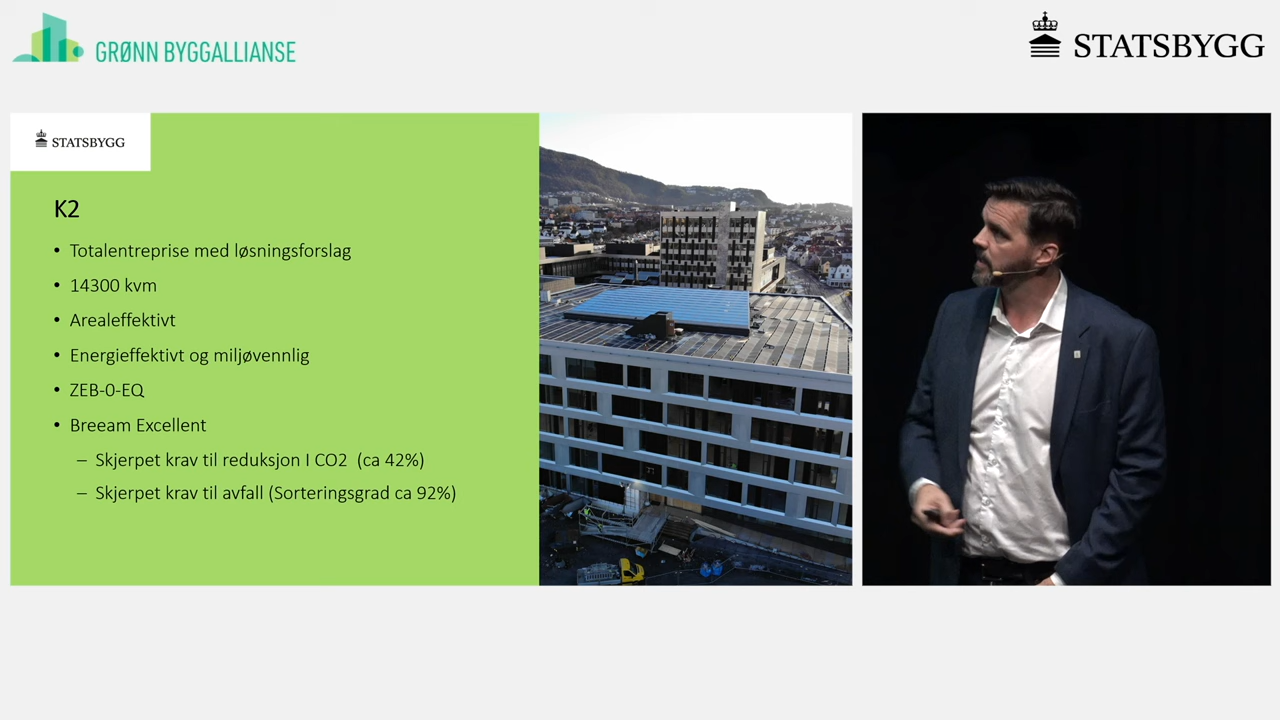 GRØNN BYGGALLIANSE
STATSBYGG
STATSBYGG
K2
• Totalentreprise med løsningsforslag
• 14300 kvm
• Arealeffektivt
• Energieffektivt og miljøvennlig
• ZEB-0-EQ
• Breeam Excellent
– Skjerpet krav til reduksjon I CO2 (ca 42%)
– Skjerpet krav til avfall (Sorteringsgrad ca 92%)